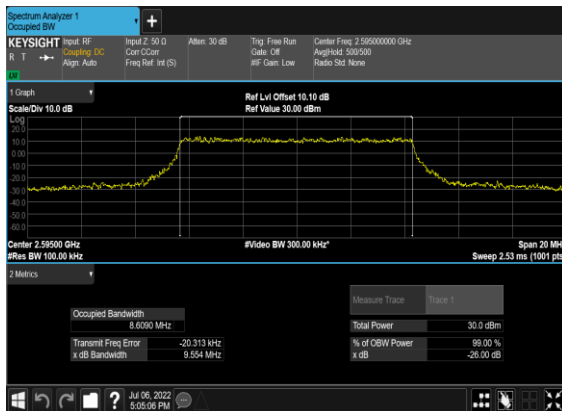 Spectrum Analyzer 1
Occupied BW
KEYSIGHT Input: RF Input Z: 50 Ω Atten: 30 dB Trig: Free Run Center Freq: 2.595000000 GHz
R T Coupling: DC Corr CCorr Gate: Off Avg|Hold: 500/500
Align: Auto Freq Ref: Int (S) #IF Gain: Low Radio Std: None
1 Graph
Ref Lvl Offset 10.10 dB
Scale/Div 10.0 dB Ref Value 30.00 dBm
Log
20.0
10.0
0.00
-10.0
-20.0
-30.0
-40.0
-50.0
-60.0
Center 2.59500 GHz #Video BW 300.00 kHz* Span 20 MH
#Res BW 100.00 kHz Sweep 2.53 ms (1001 pts
2 Metrics
Measure Trace Trace 1
Occupied Bandwidth
8.6090 MHz Total Power 30.0 dBm
Transmit Freq Error -20.313 kHz % of OBW Power 99.00 %
x dB Bandwidth 9.554 MHz x dB -26.00 dB
?
Jul 06, 2022
5:05:06 PM